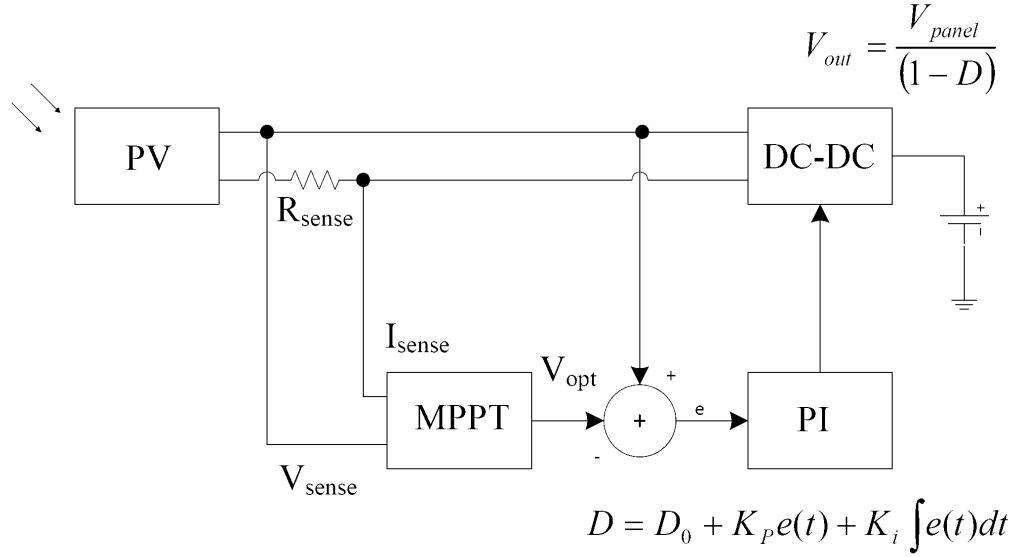 V_out = V_panel / (1 − D)
PV
DC-DC
R_sense
+
-
I_sense
V_opt
+
MPPT
+
e
PI
-
V_sense
D = D_0 + K_P e(t) + K_i ∫e(t)dt